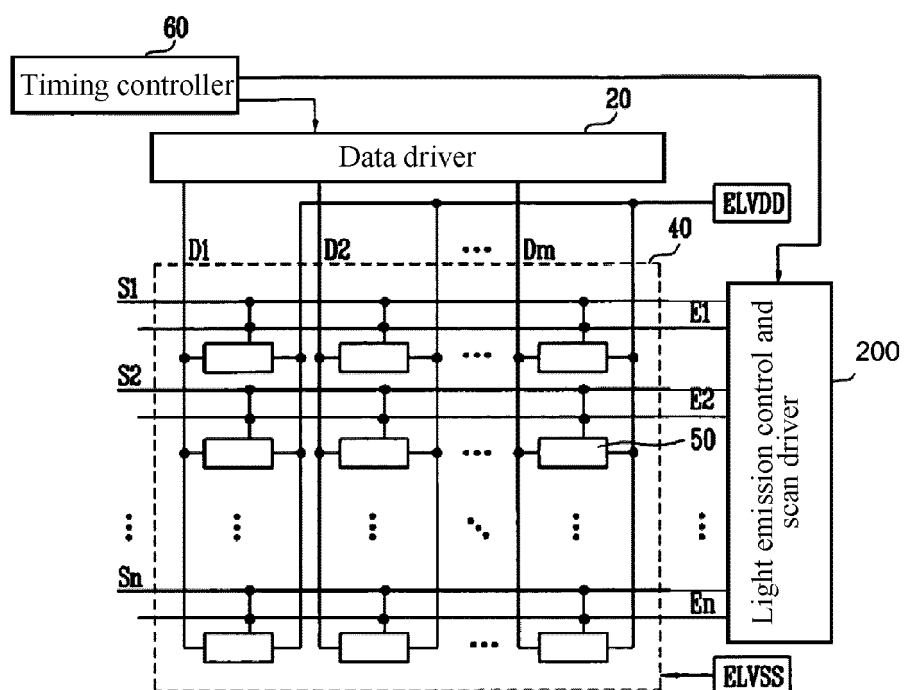 60
Timing controller
20
Data driver
ELVDD
D1 D2 ... Dm 40
S1
E1
...
200
S2
E2
... 50
Light emission control and
scan driver
... ... ... ... ... ...
Sn
En
...
ELVSS